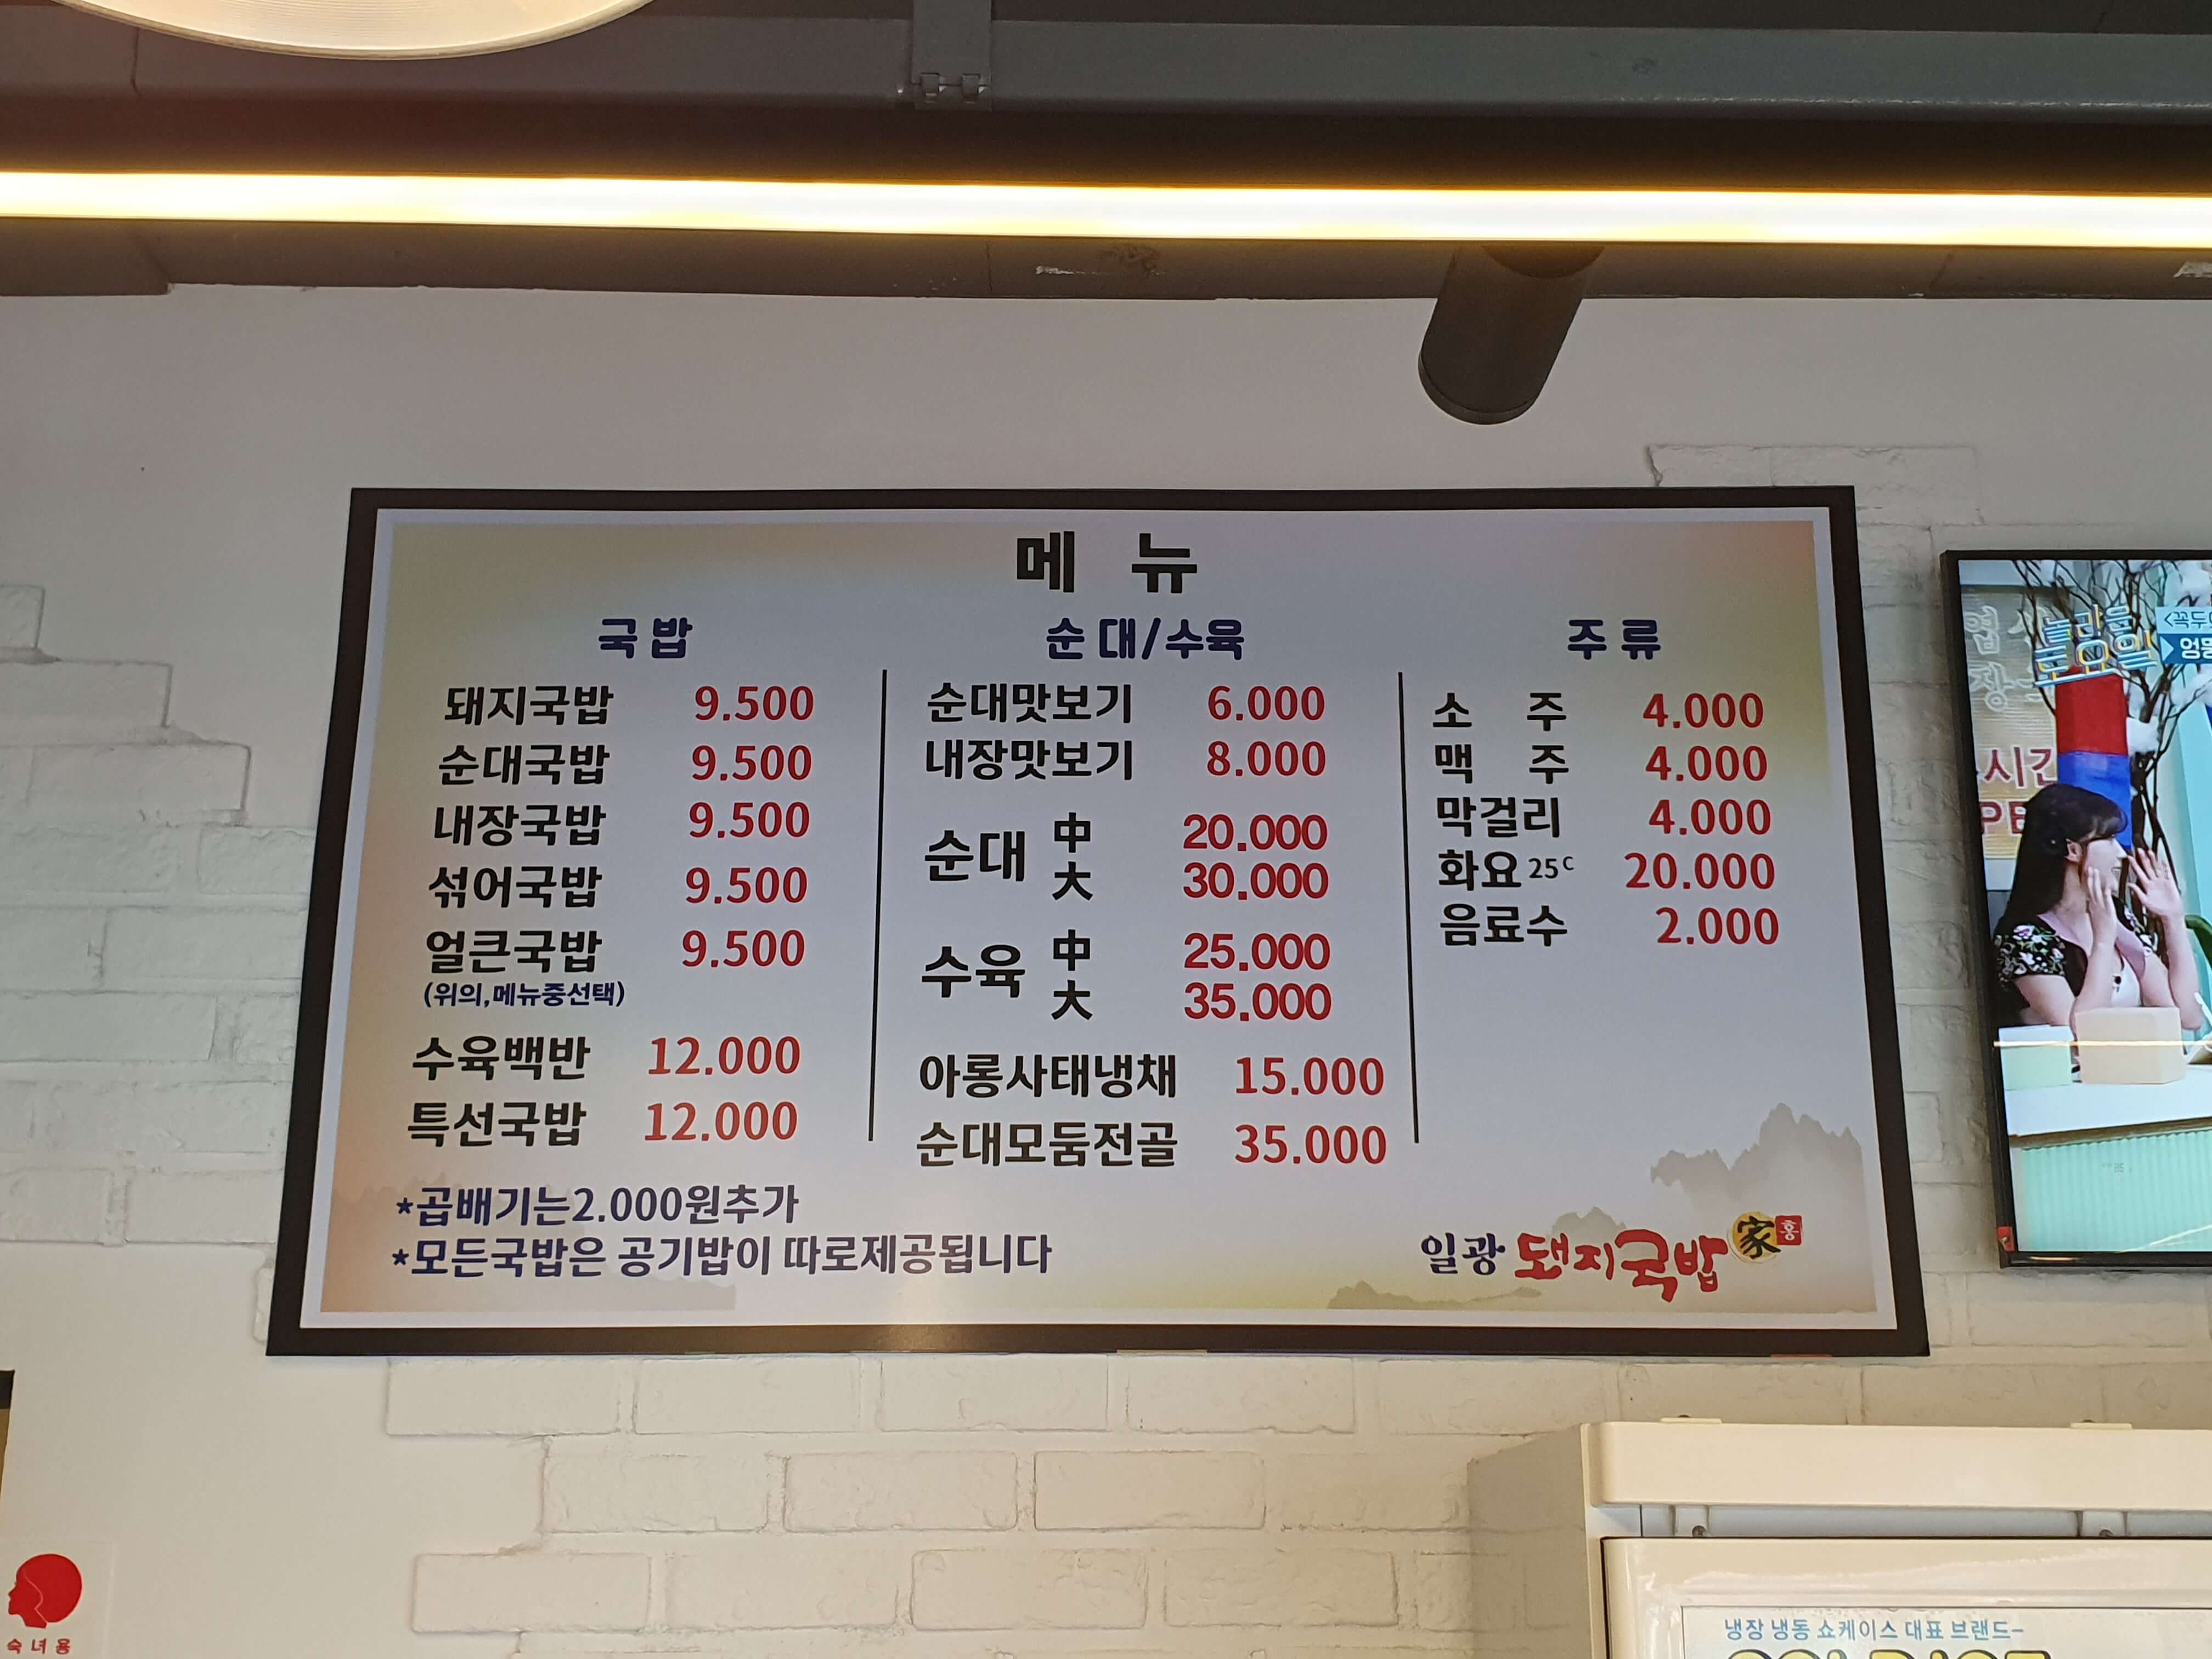 메 뉴
국 밥
돼지국밥 9.500
순대국밥 9.500
내장국밥 9.500
섞어국밥 9.500
얼큰국밥 9.500
(위의,메뉴중선택)
수육백반 12.000
특선국밥 12.000
순 대/수육
순대맛보기 6.000
내장맛보기 8.000
순대 中 20.000
大 30.000
수육 中 25.000
大 35.000
아롱사태냉채 15.000
순대모둠전골 35.000
주 류
소 주 4.000
맥 주 4.000
막걸리 4.000
화요 25c 20.000
음료수 2.000
*곱배기는2.000원추가
*모든국밥은 공기밥이 따로제공됩니다
일광 돼지국밥 家 홍
숙 녀 용
냉장 냉동 쇼케이스 대표 브랜드-